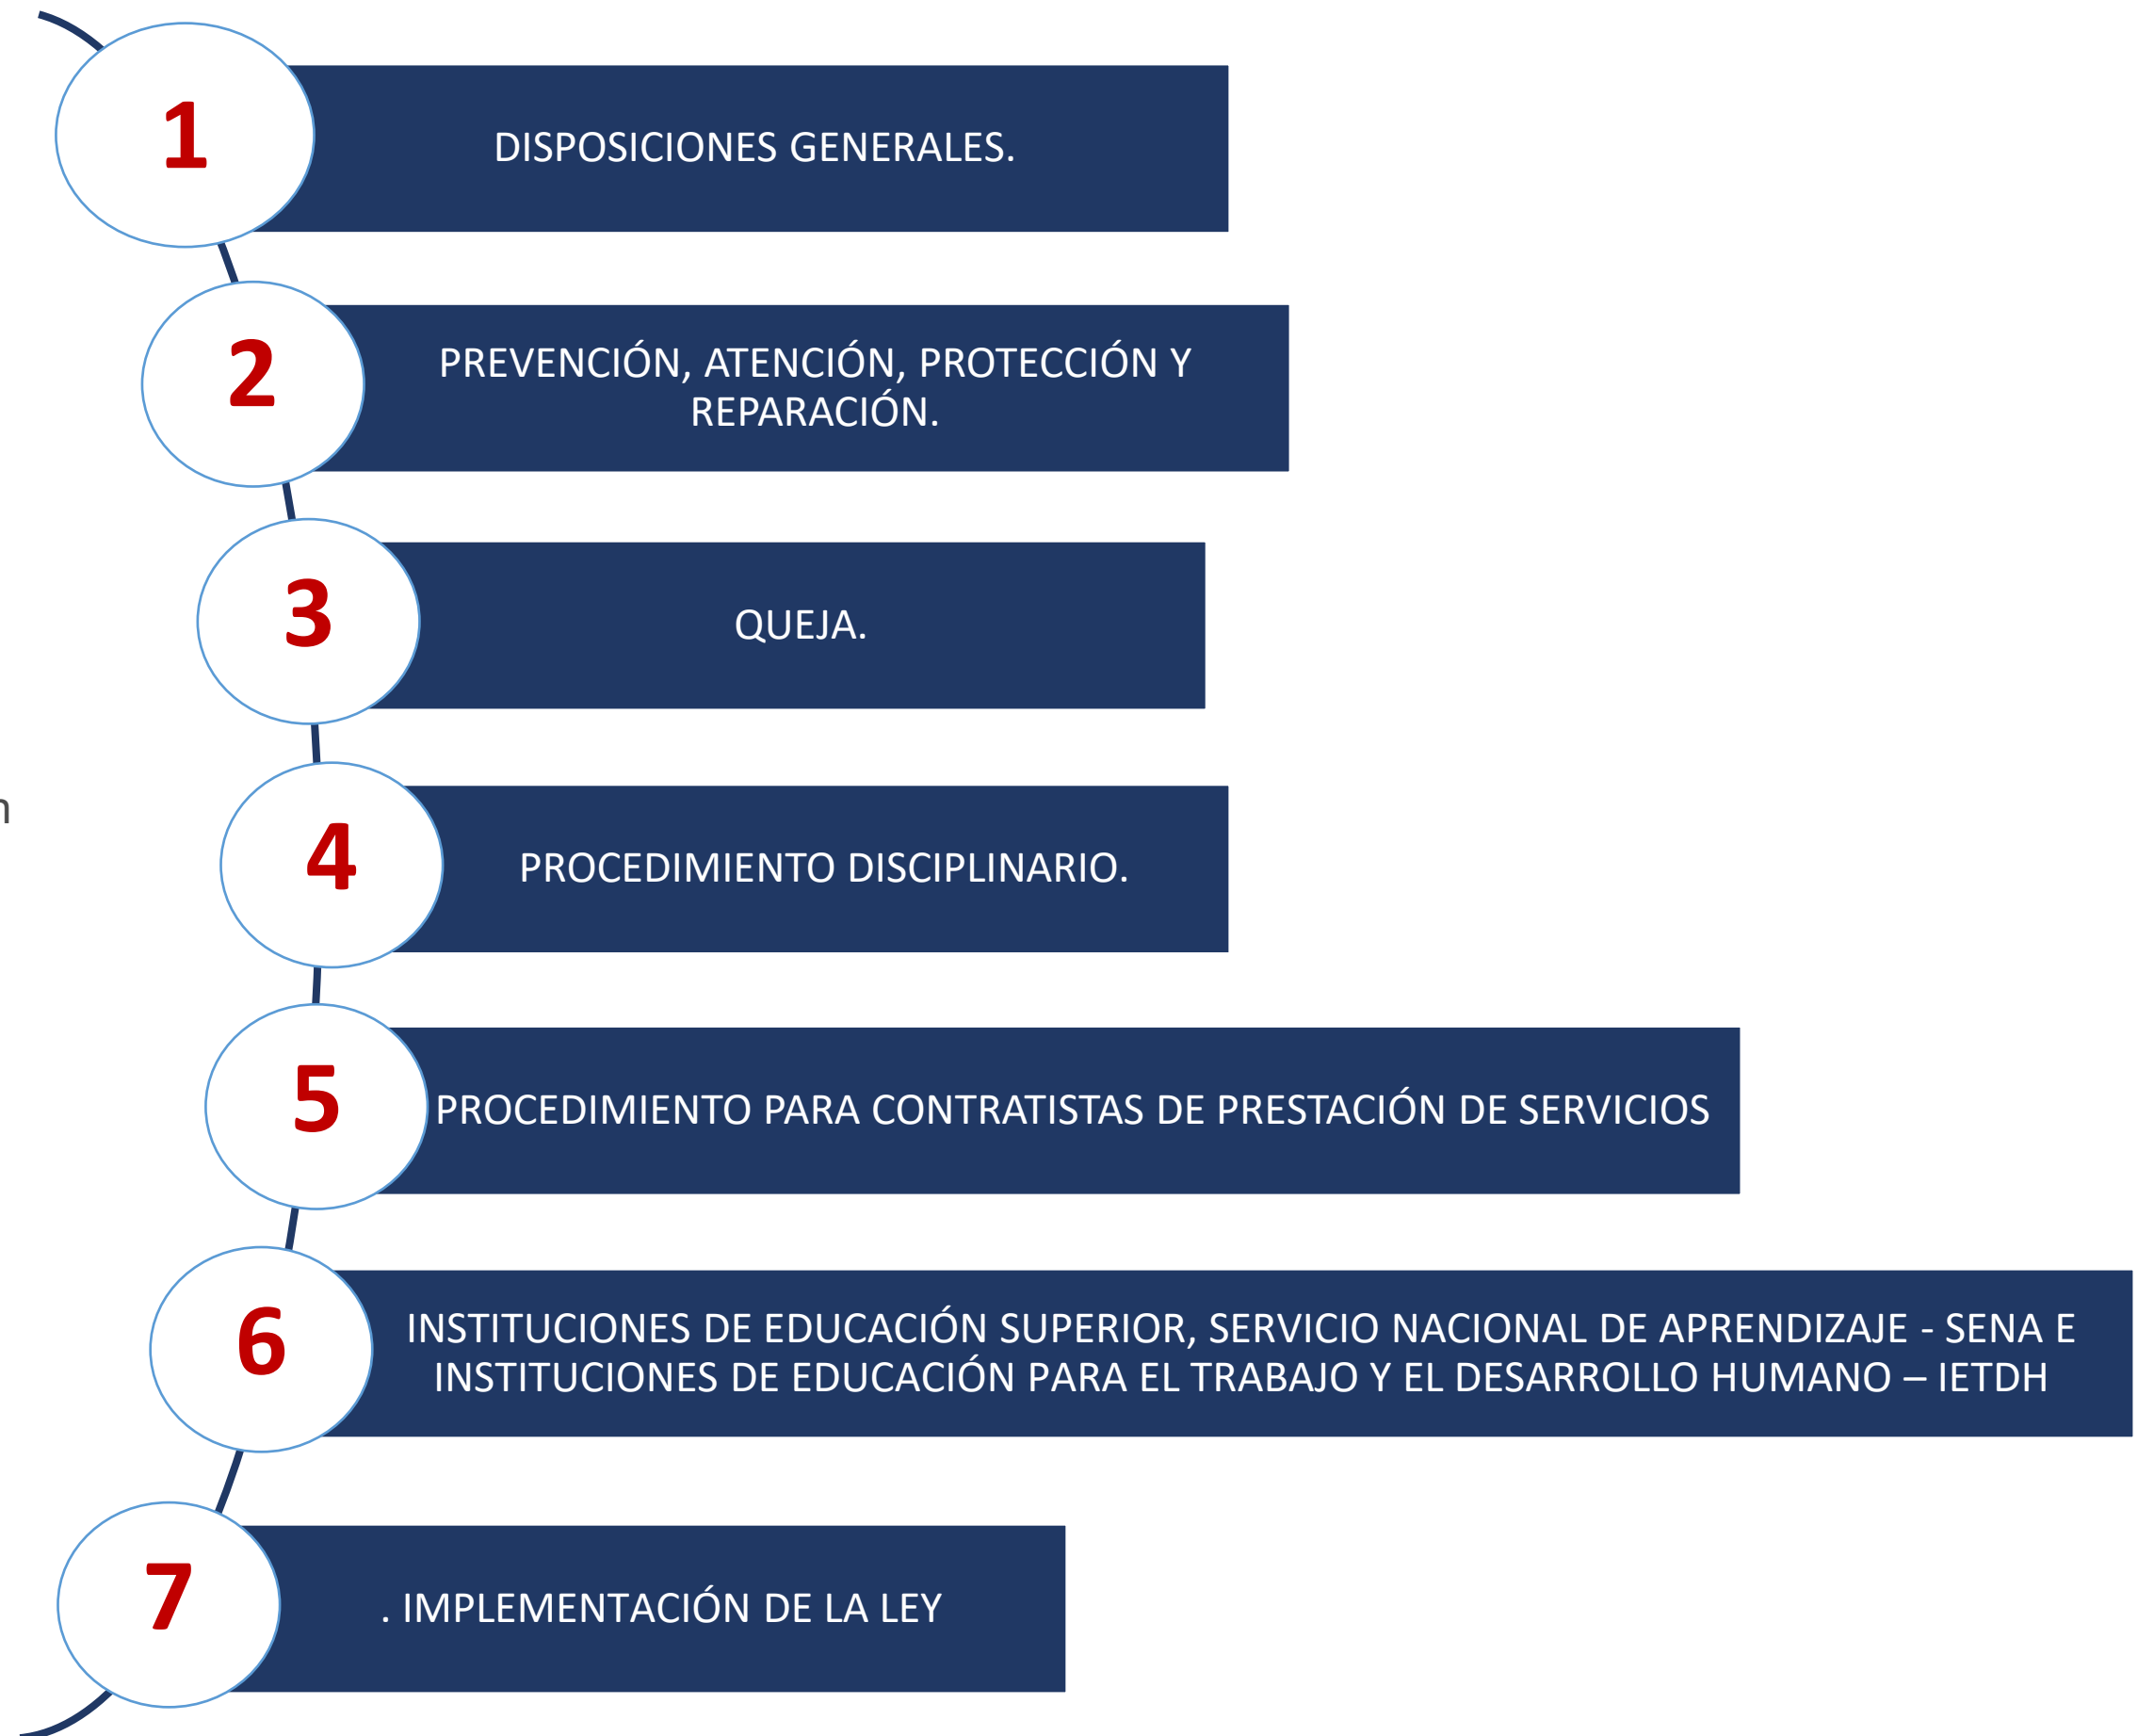 1
DISPOSICIONES GENERALES.
2
PREVENCIÓN, ATENCIÓN, PROTECCIÓN Y
REPARACIÓN.
3
QUEJA.
4
PROCEDIMIENTO DISCIPLINARIO.
5
PROCEDIMIENTO PARA CONTRATISTAS DE PRESTACIÓN DE SERVICIOS
6
INSTITUCIONES DE EDUCACIÓN SUPERIOR, SERVICIO NACIONAL DE APRENDIZAJE - SENA E
INSTITUCIONES DE EDUCACIÓN PARA EL TRABAJO Y EL DESARROLLO HUMANO – IETDH
7
. IMPLEMENTACIÓN DE LA LEY